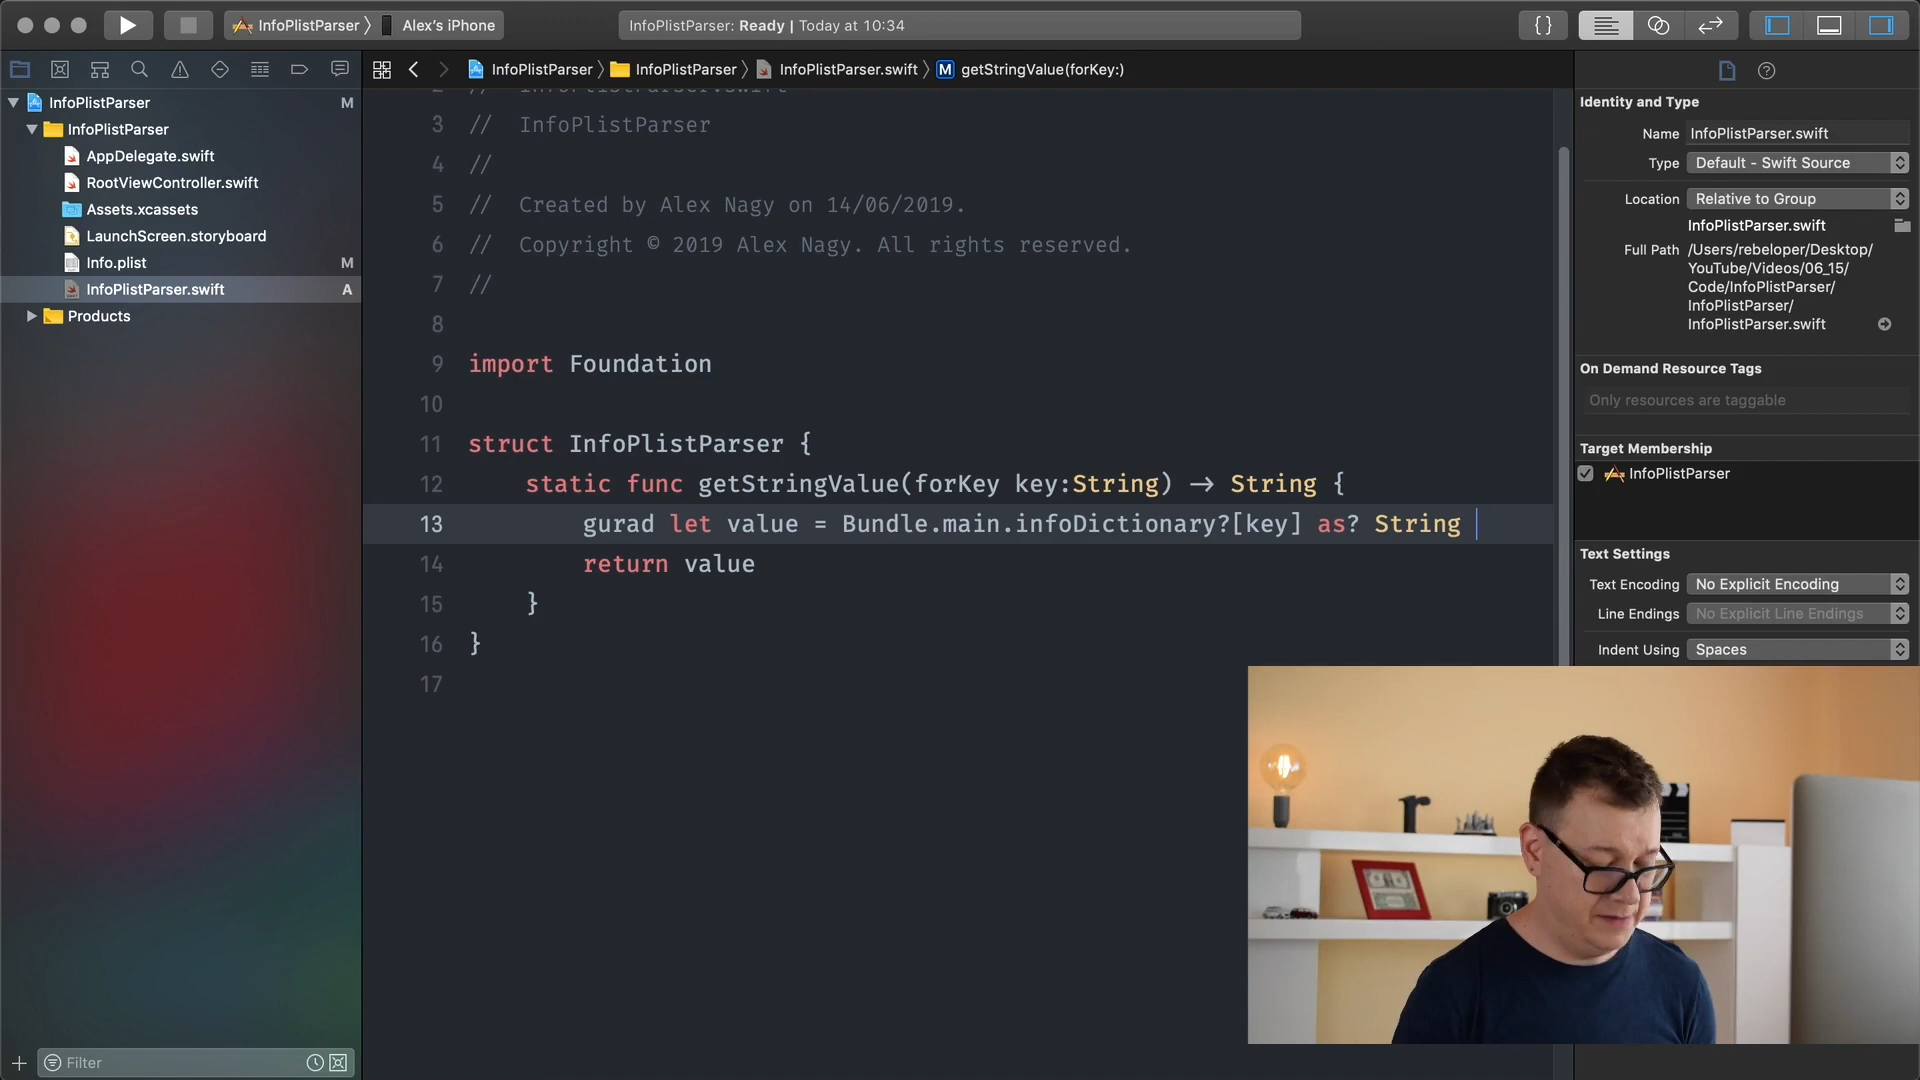 InfoPlistParser 〉 Alex's iPhone
InfoPlistParser: Ready | Today at 10:34
{}
InfoPlistParser 〉 InfoPlistParser 〉 InfoPlistParser.swift 〉 M getStringValue(forKey:)
InfoPlistParser M
InfoPlistParser
AppDelegate.swift
RootViewController.swift
Assets.xcassets
LaunchScreen.storyboard
Info.plist M
InfoPlistParser.swift A
Products
Filter
2 // InfoPlistParser.swift
3 // InfoPlistParser
4 //
5 // Created by Alex Nagy on 14/06/2019.
6 // Copyright © 2019 Alex Nagy. All rights reserved.
7 //
8
9 import Foundation
10
11 struct InfoPlistParser {
12 static func getStringValue(forKey key:String) -> String {
13 gurad let value = Bundle.main.infoDictionary?[key] as? String
14 return value
15 }
16 }
17
Identity and Type
Name InfoPlistParser.swift
Type Default - Swift Source
Location Relative to Group
InfoPlistParser.swift
Full Path /Users/rebeloper/Desktop/
YouTube/Videos/06_15/
Code/InfoPlistParser/
InfoPlistParser/
InfoPlistParser.swift
On Demand Resource Tags
Only resources are taggable
Target Membership
InfoPlistParser
Text Settings
Text Encoding No Explicit Encoding
Line Endings No Explicit Line Endings
Indent Using Spaces